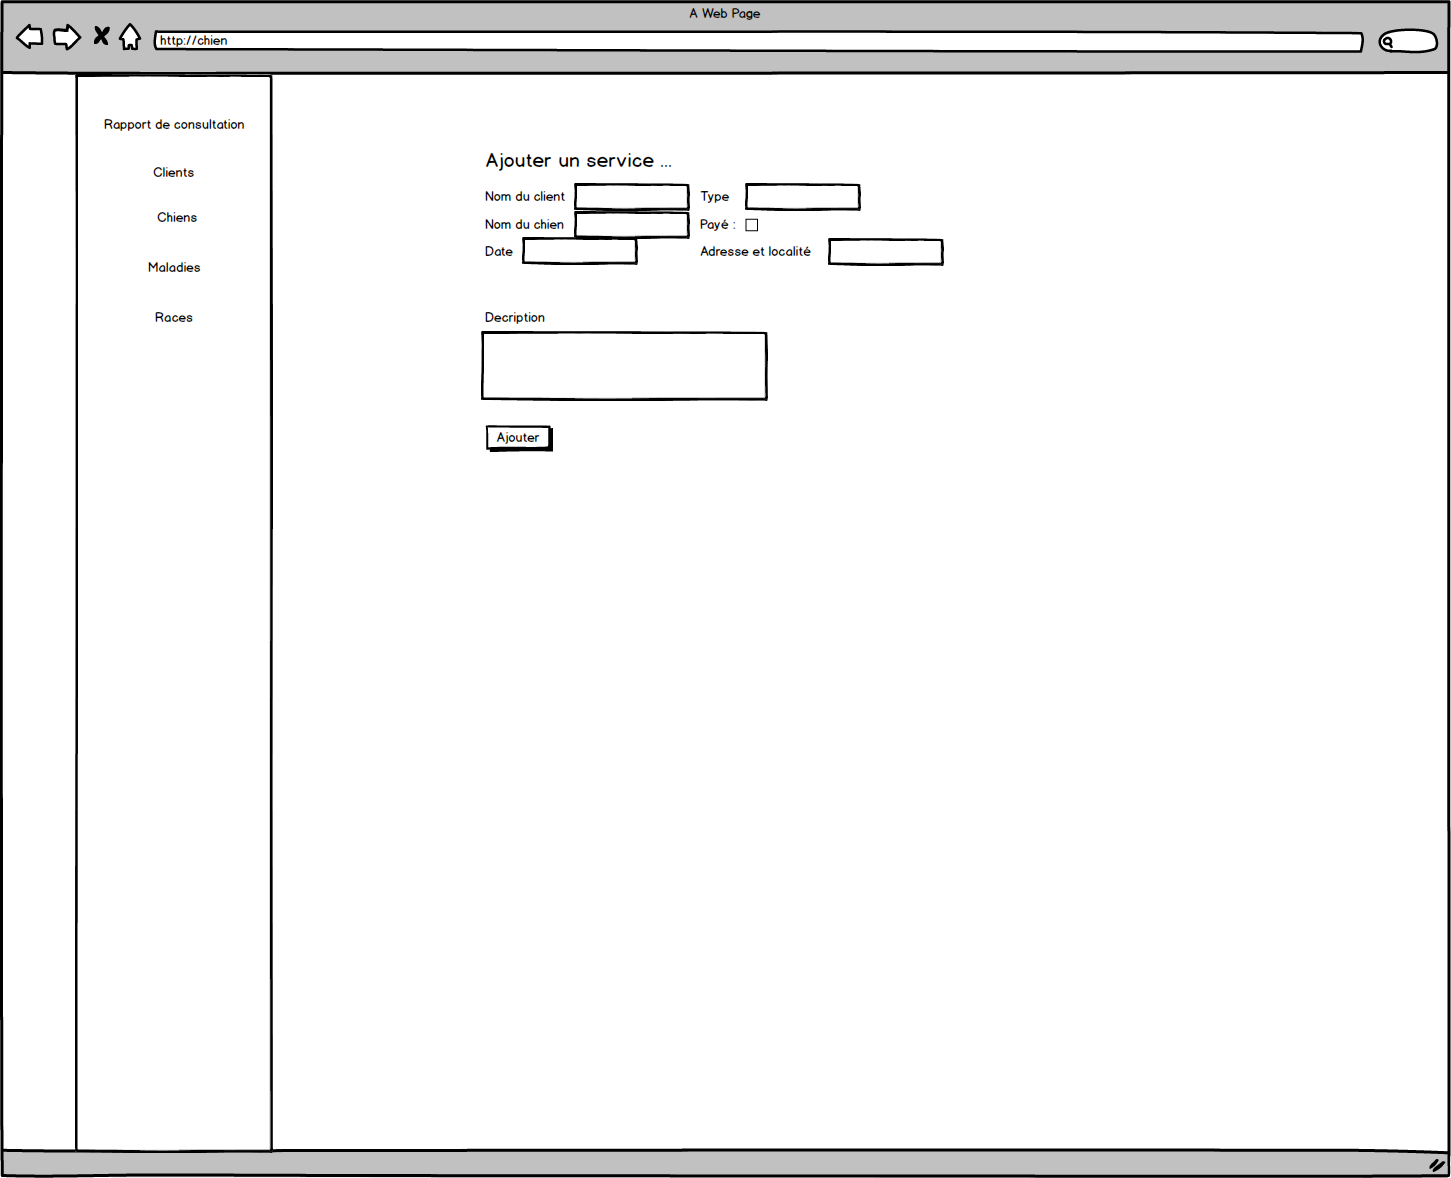 A Web Page
http://chien
Rapport de consultation
Clients
Chiens
Maladies
Races
Ajouter un service ...
Nom du client
Type
Nom du chien
Payé :
Date
Adresse et localité
Decription
Ajouter